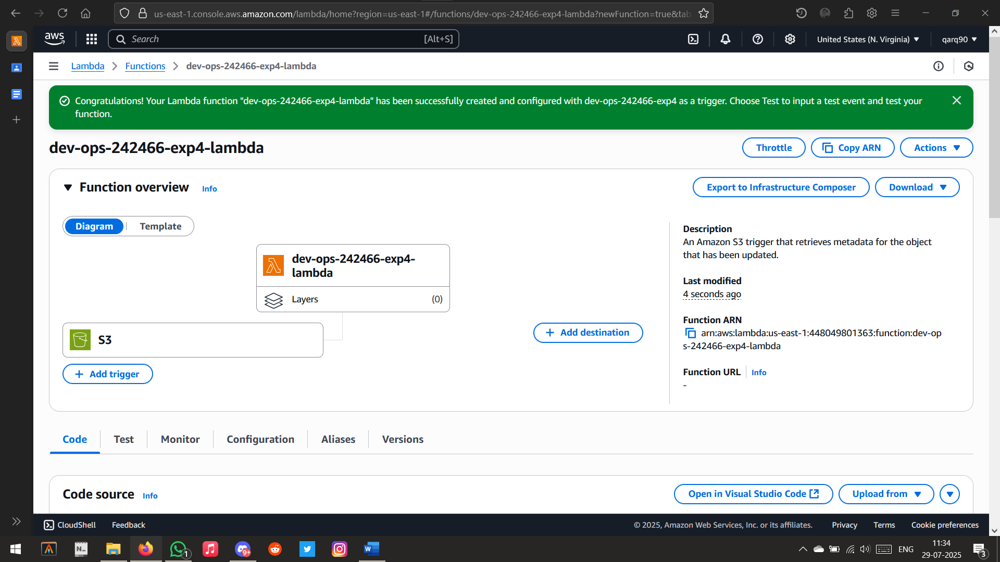 us-east-1.console.aws.amazon.com/lambda/home?region=us-east-1#/functions/dev-ops-242466-exp4-lambda?newFunction=true&tab
aws
Search
[Alt+S]
United States (N. Virginia)
qarq90
Lambda
Functions
dev-ops-242466-exp4-lambda
Congratulations! Your Lambda function "dev-ops-242466-exp4-lambda" has been successfully created and configured with dev-ops-242466-exp4 as a trigger. Choose Test to input a test event and test your
function.
dev-ops-242466-exp4-lambda
Throttle
Copy ARN
Actions
Function overview
Info
Export to Infrastructure Composer
Download
Diagram
Template
dev-ops-242466-exp4-
lambda
Layers
(0)
S3
Add trigger
Add destination
Description
An Amazon S3 trigger that retrieves metadata for the object
that has been updated.
Last modified
4 seconds ago
Function ARN
arn:aws:lambda:us-east-1:448049801363:function:dev-op
s-242466-exp4-lambda
Function URL
Info
-
Code
Test
Monitor
Configuration
Aliases
Versions
Code source
Info
Open in Visual Studio Code
Upload from
CloudShell
Feedback
© 2025, Amazon Web Services, Inc. or its affiliates.
Privacy
Terms
Cookie preferences
N_
1
9+
W
ENG
11:34
29-07-2025
3